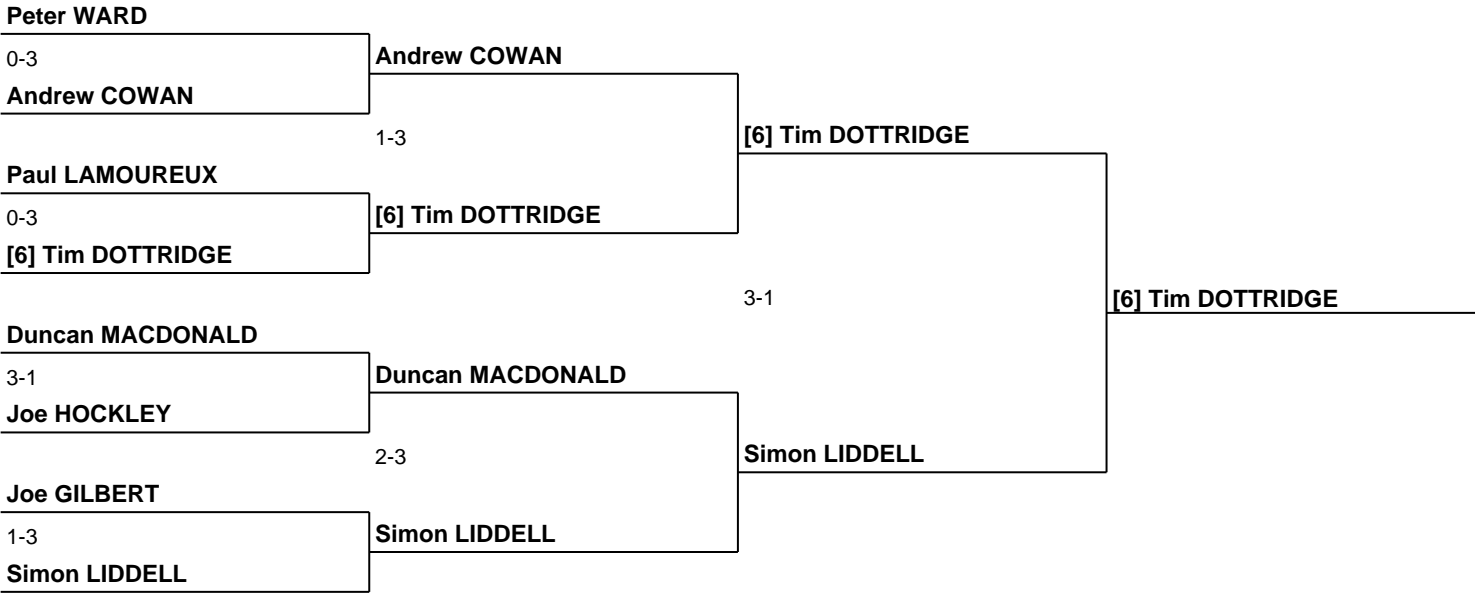 Peter WARD
0-3
Andrew COWAN
Andrew COWAN
1-3
[6] Tim DOTTRIDGE
Paul LAMOUREUX
0-3
[6] Tim DOTTRIDGE
[6] Tim DOTTRIDGE
3-1
[6] Tim DOTTRIDGE
Duncan MACDONALD
3-1
Duncan MACDONALD
Joe HOCKLEY
2-3
Simon LIDDELL
Joe GILBERT
1-3
Simon LIDDELL
Simon LIDDELL